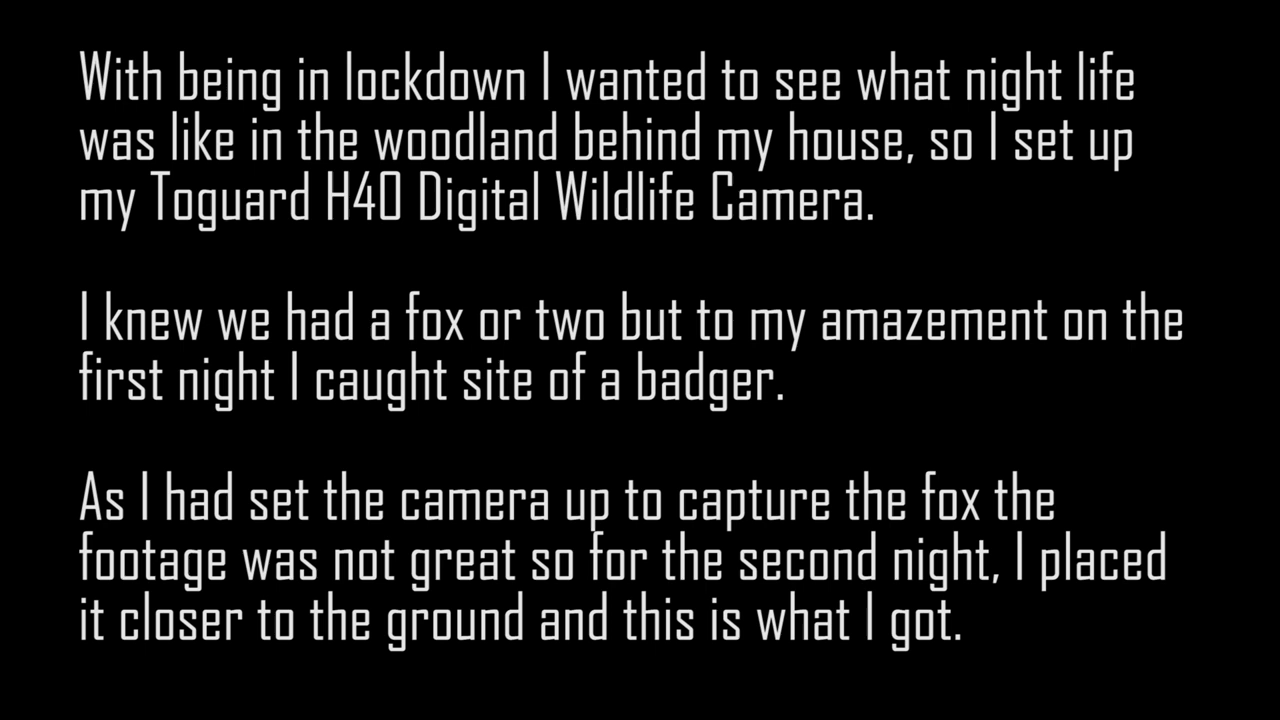 With being in lockdown I wanted to see what night life
was like in the woodland behind my house, so I set up
my Toguard H40 Digital Wildlife Camera.
I knew we had a fox or two but to my amazement on the
first night I caught site of a badger.
As I had set the camera up to capture the fox the
footage was not great so for the second night, I placed
it closer to the ground and this is what I got.